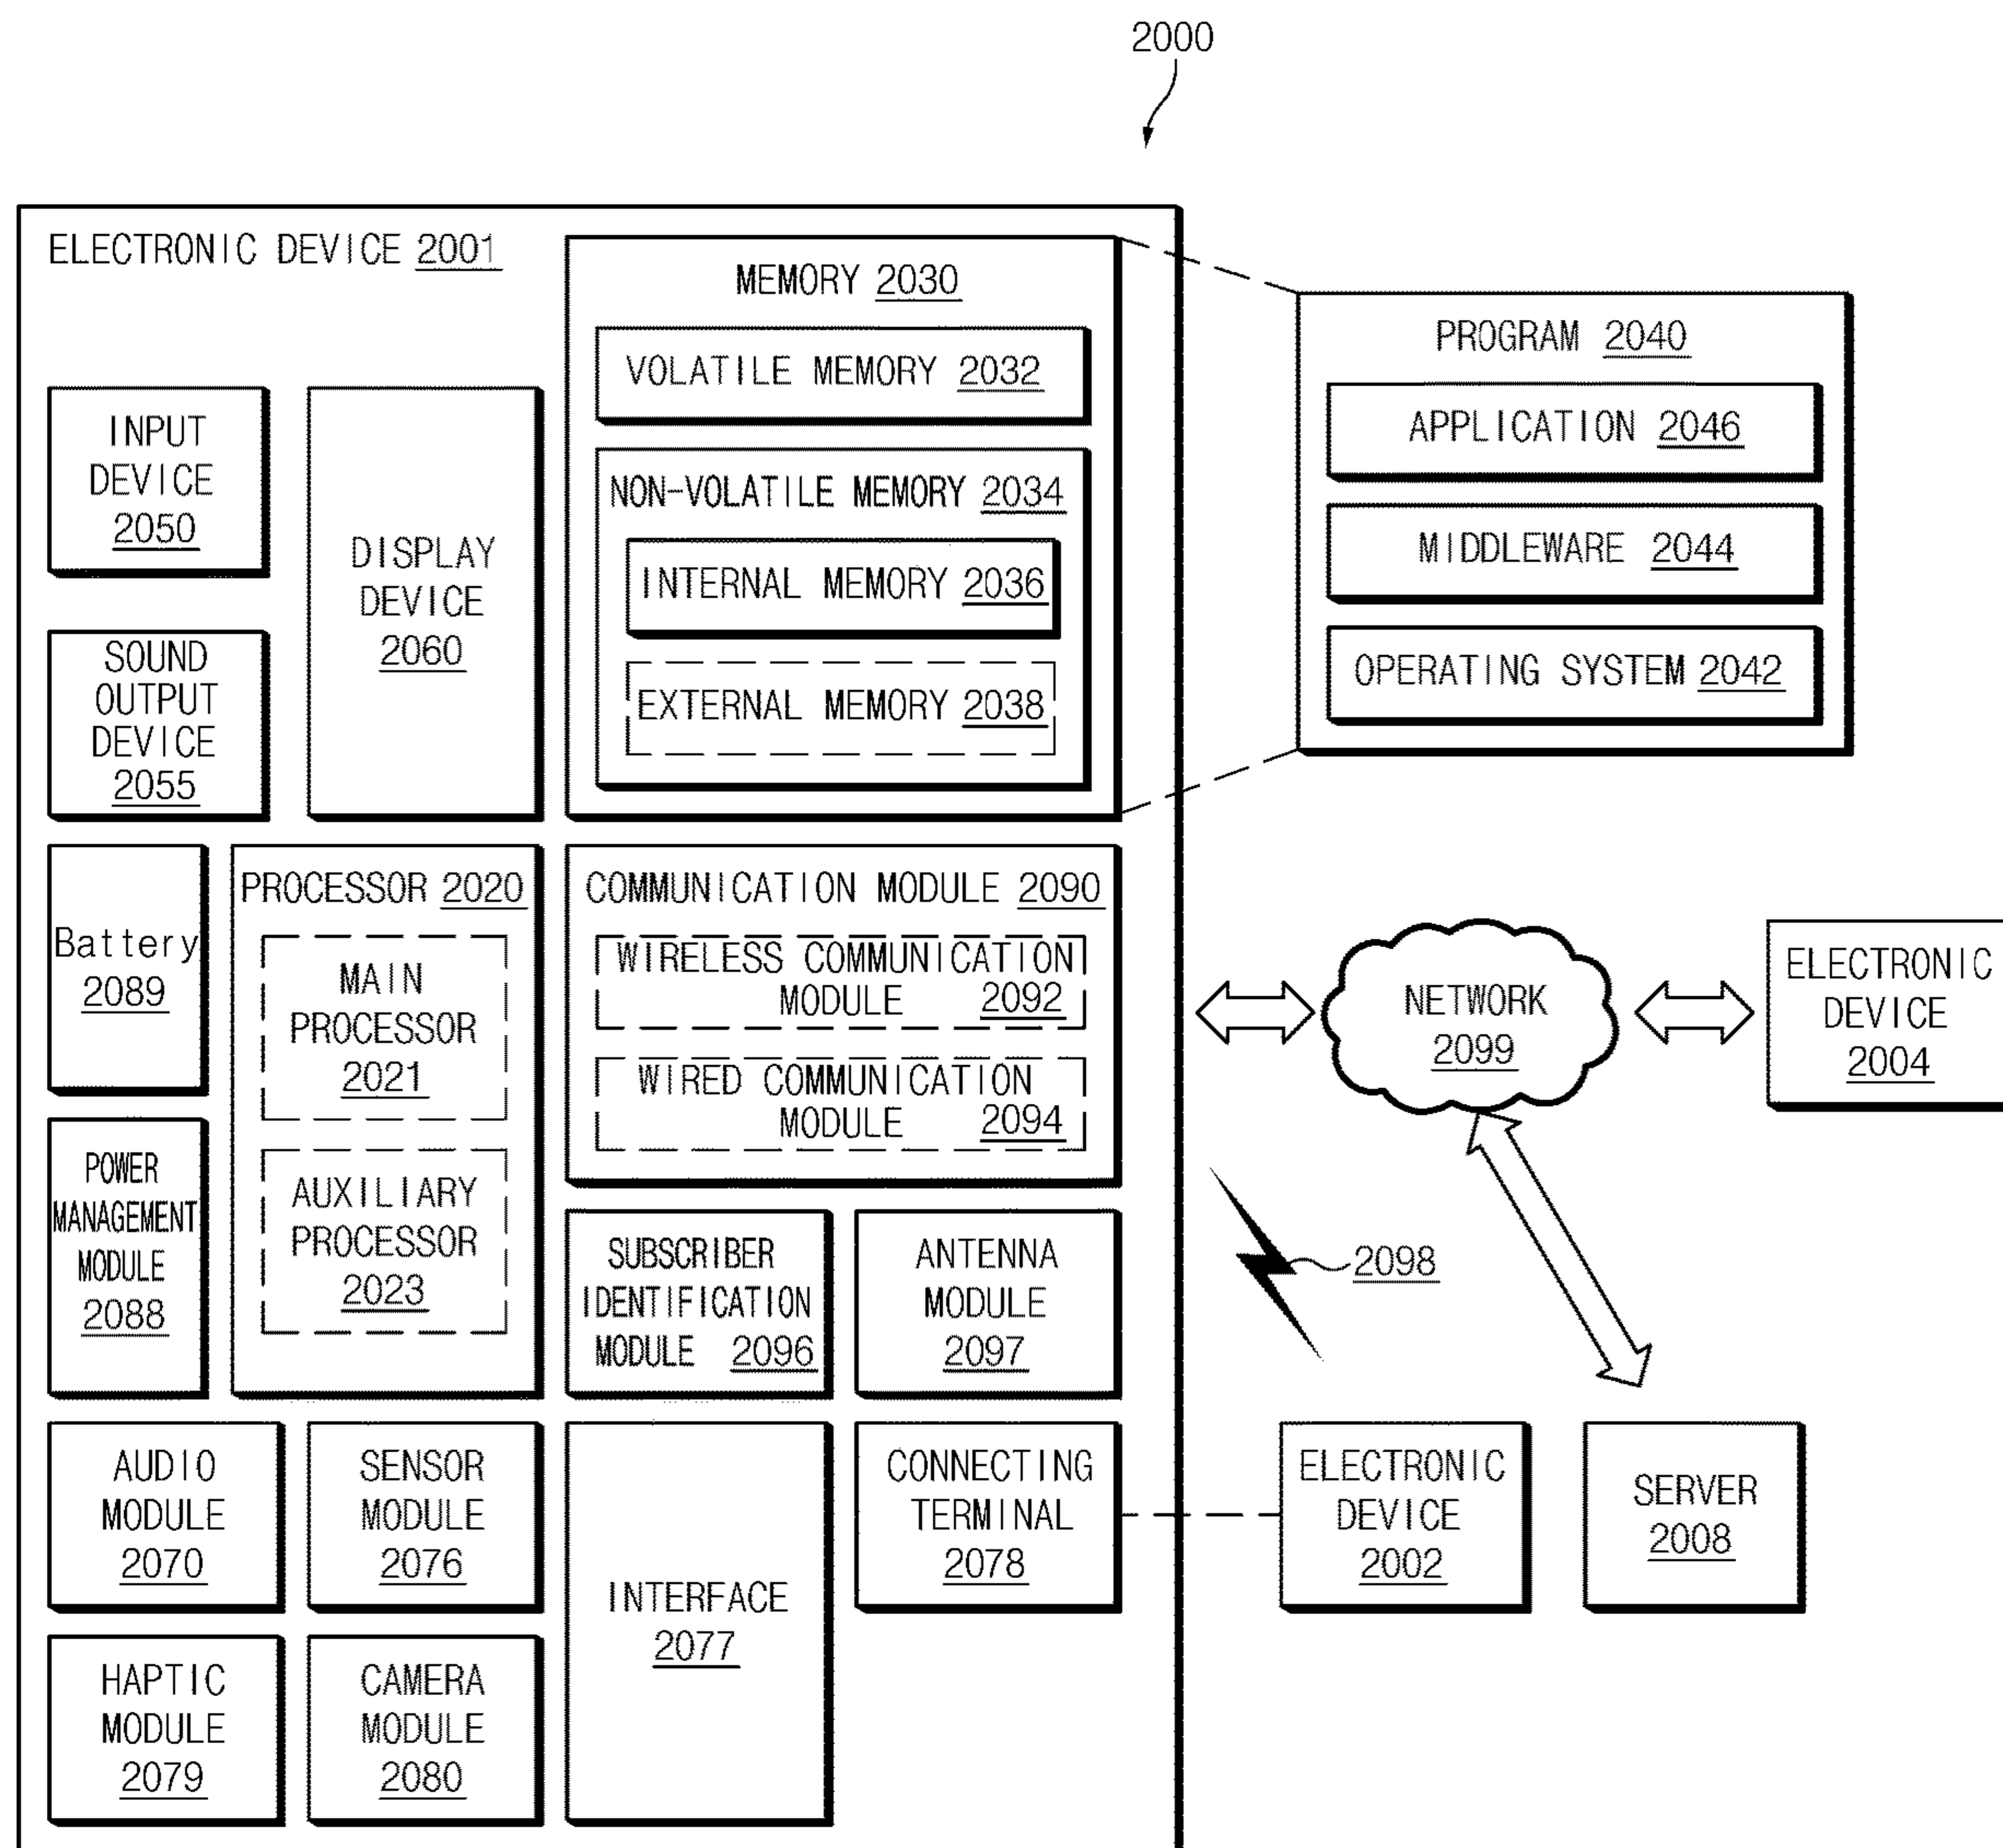 2000
ELECTRONIC DEVICE 2001
MEMORY 2030
VOLATILE MEMORY 2032
NON-VOLATILE MEMORY 2034
INTERNAL MEMORY 2036
EXTERNAL MEMORY 2038
PROGRAM 2040
APPLICATION 2046
MIDDLEWARE 2044
OPERATING SYSTEM 2042
INPUT
DEVICE
2050
SOUND
OUTPUT
DEVICE
2055
DISPLAY
DEVICE
2060
Battery
2089
POWER
MANAGEMENT
MODULE
2088
PROCESSOR 2020
MAIN
PROCESSOR
2021
AUXILIARY
PROCESSOR
2023
COMMUNICATION MODULE 2090
WIRELESS COMMUNICATION
MODULE 2092
WIRED COMMUNICATION
MODULE 2094
SUBSCRIBER
IDENTIFICATION
MODULE 2096
ANTENNA
MODULE
2097
NETWORK
2099
ELECTRONIC
DEVICE
2004
2098
AUDIO
MODULE
2070
SENSOR
MODULE
2076
INTERFACE
2077
CONNECTING
TERMINAL
2078
ELECTRONIC
DEVICE
2002
SERVER
2008
HAPTIC
MODULE
2079
CAMERA
MODULE
2080